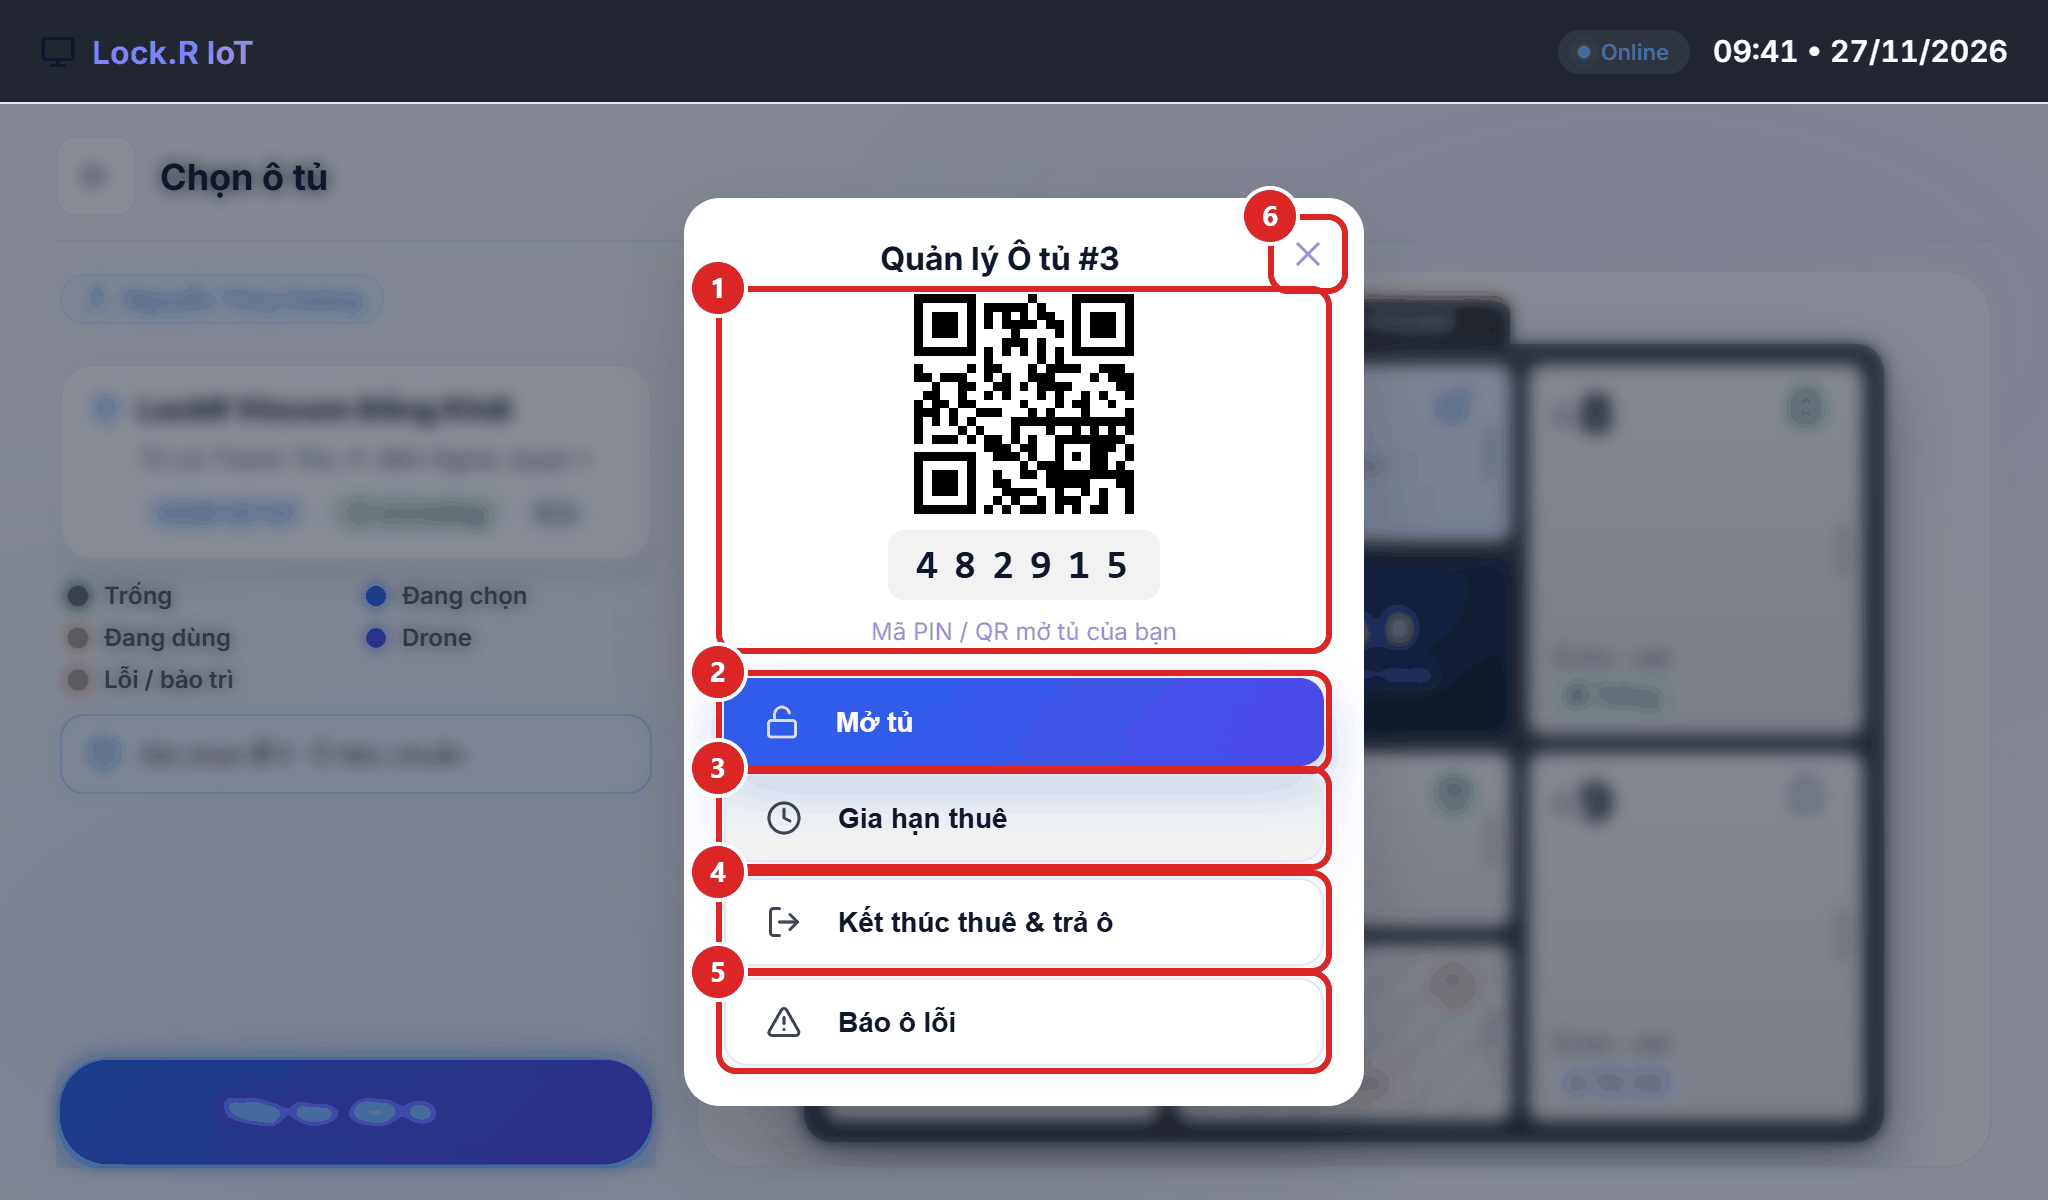 Lock.R IoT
Online
09:41 • 27/11/2026
Chọn ô tủ
Trống
Đang chọn
Đang dùng
Drone
Lỗi / bảo trì
6
Quản lý Ô tủ #3
1
4 8 2 9 1 5
Mã PIN / QR mở tủ của bạn
2
Mở tủ
3
Gia hạn thuê
4
Kết thúc thuê & trả ô
5
Báo ô lỗi
8
9